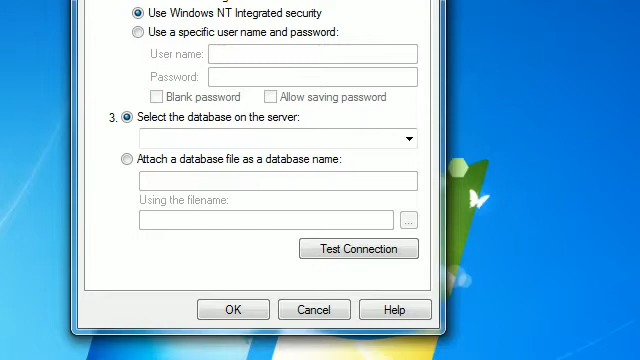 Use Windows NT Integrated security
Use a specific user name and password:
User name:
Password:
Blank password Allow saving password
3. Select the database on the server:
Attach a database file as a database name:
Using the filename:
...
Test Connection
OK Cancel Help